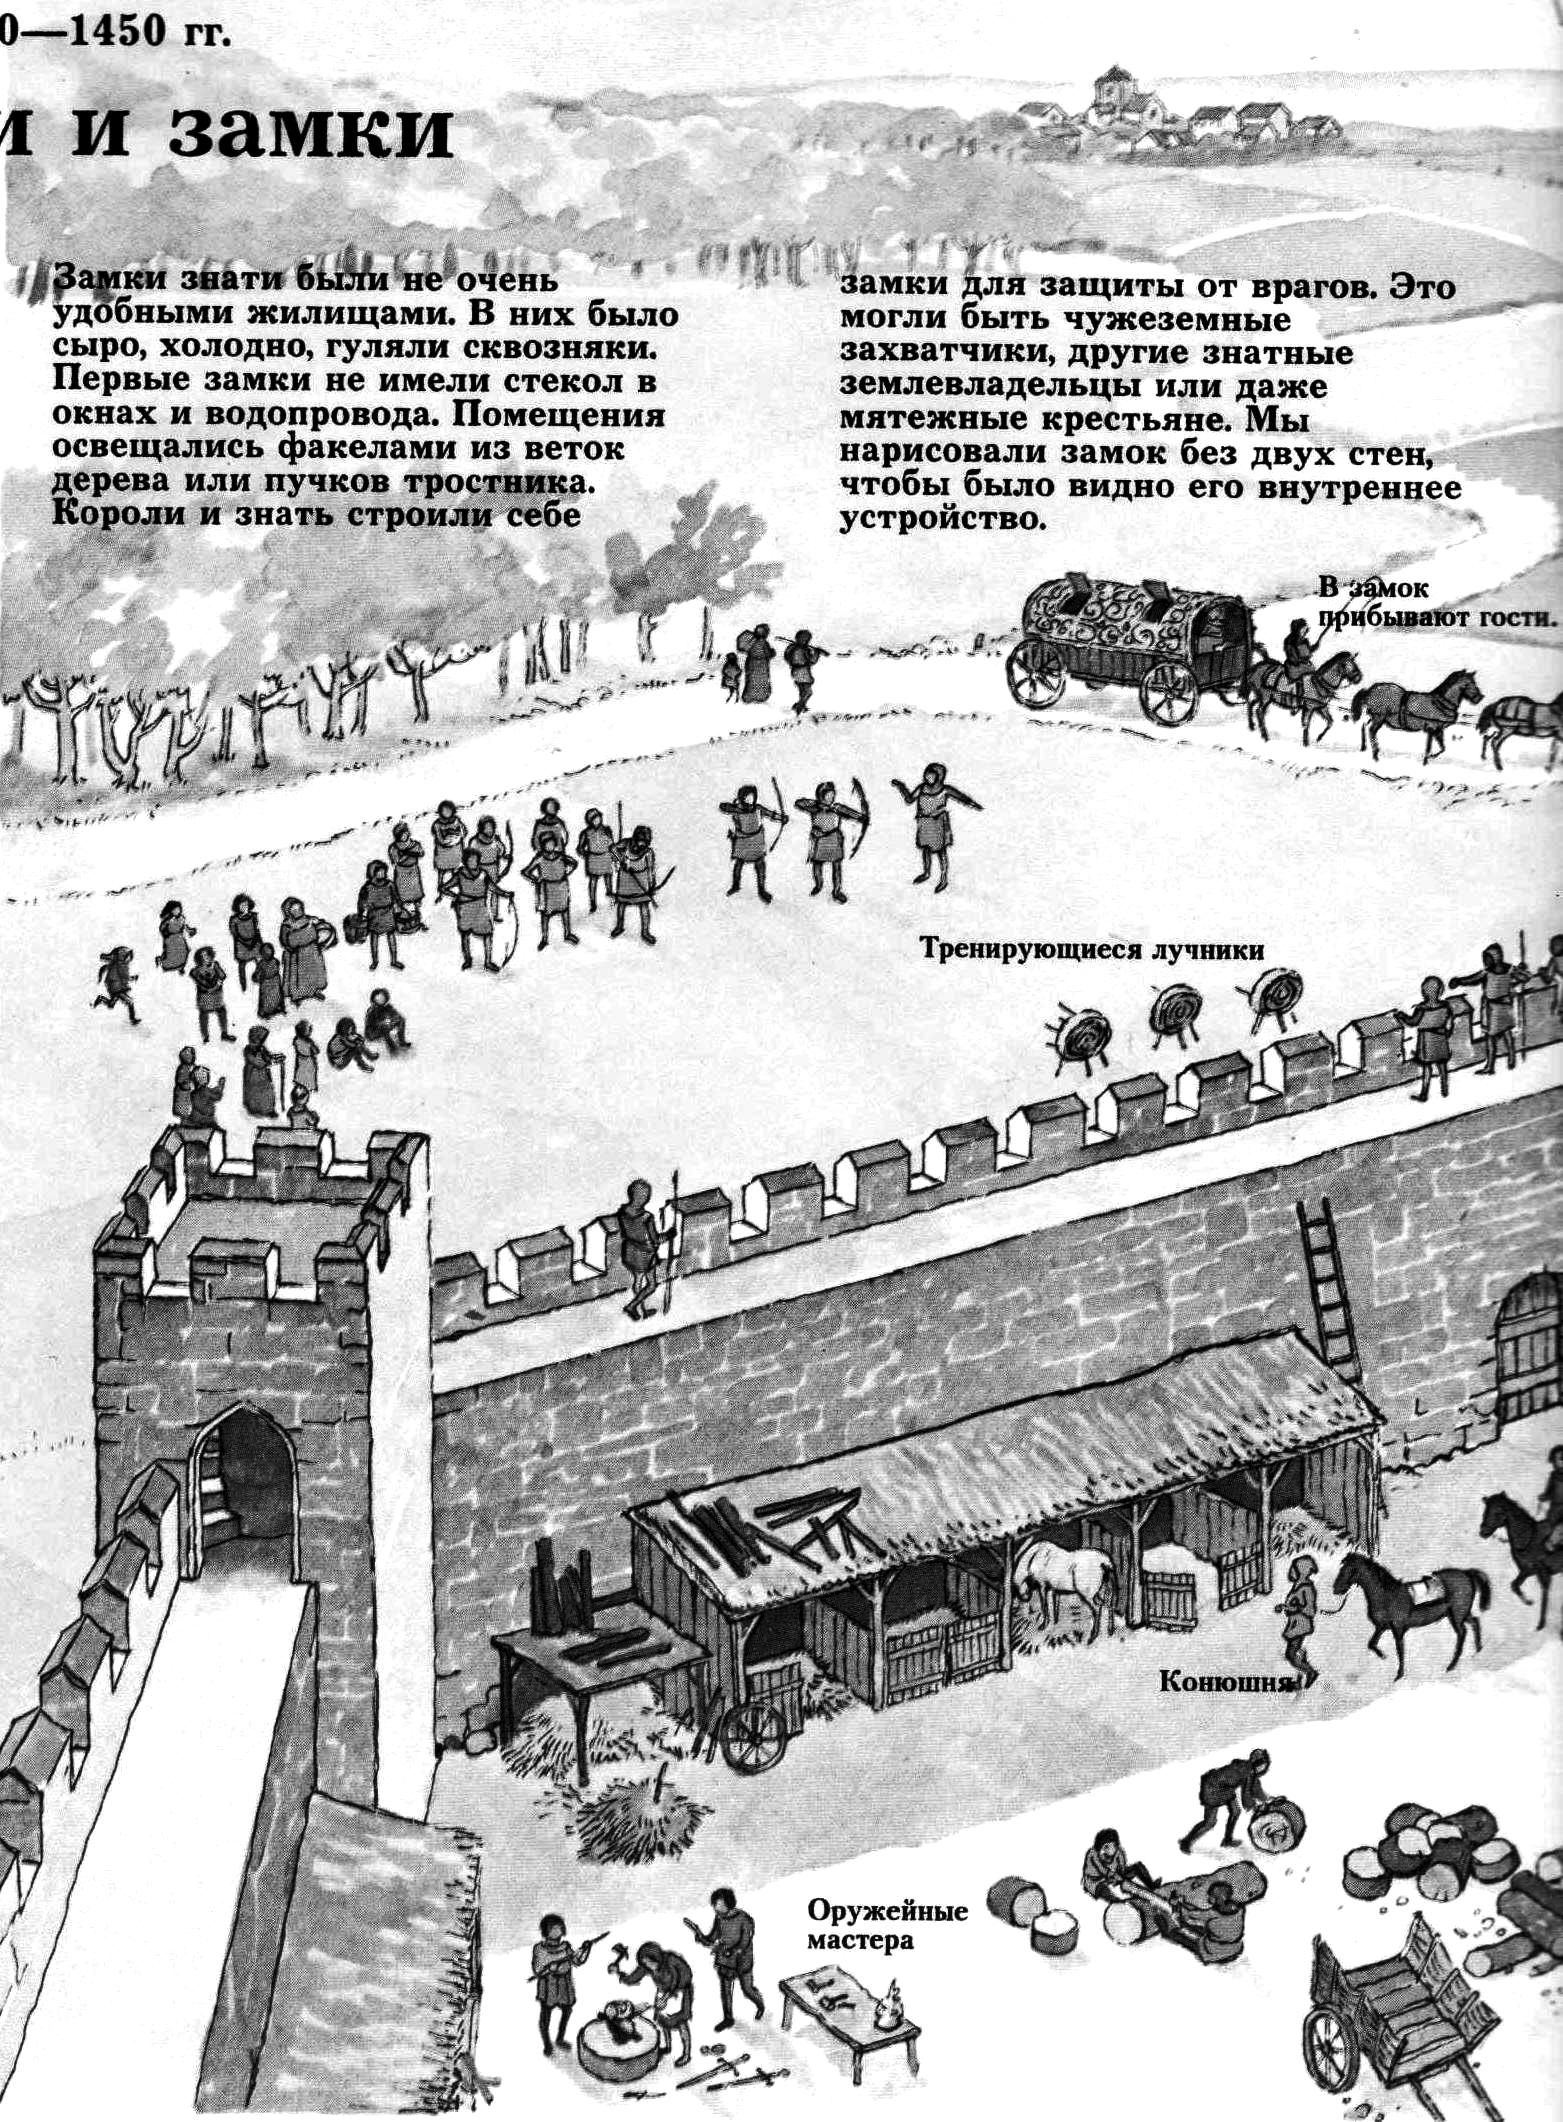 0—1450 гг.
и и замки
Замки знати были не очень
удобными жилищами. В них было
сыро, холодно, гуляли сквозняки.
Первые замки не имели стекол в
окнах и водопровода. Помещения
освещались факелами из веток
дерева или пучков тростника.
Короли и знать строили себе
замки для защиты от врагов. Это
могли быть чужеземные
захватчики, другие знатные
землевладельцы или даже
мятежные крестьяне. Мы
нарисовали замок без двух стен,
чтобы было видно его внутреннее
устройство.
В замок
прибывают гости.
Тренирующиеся лучники
Конюшня
Оружейные
мастера